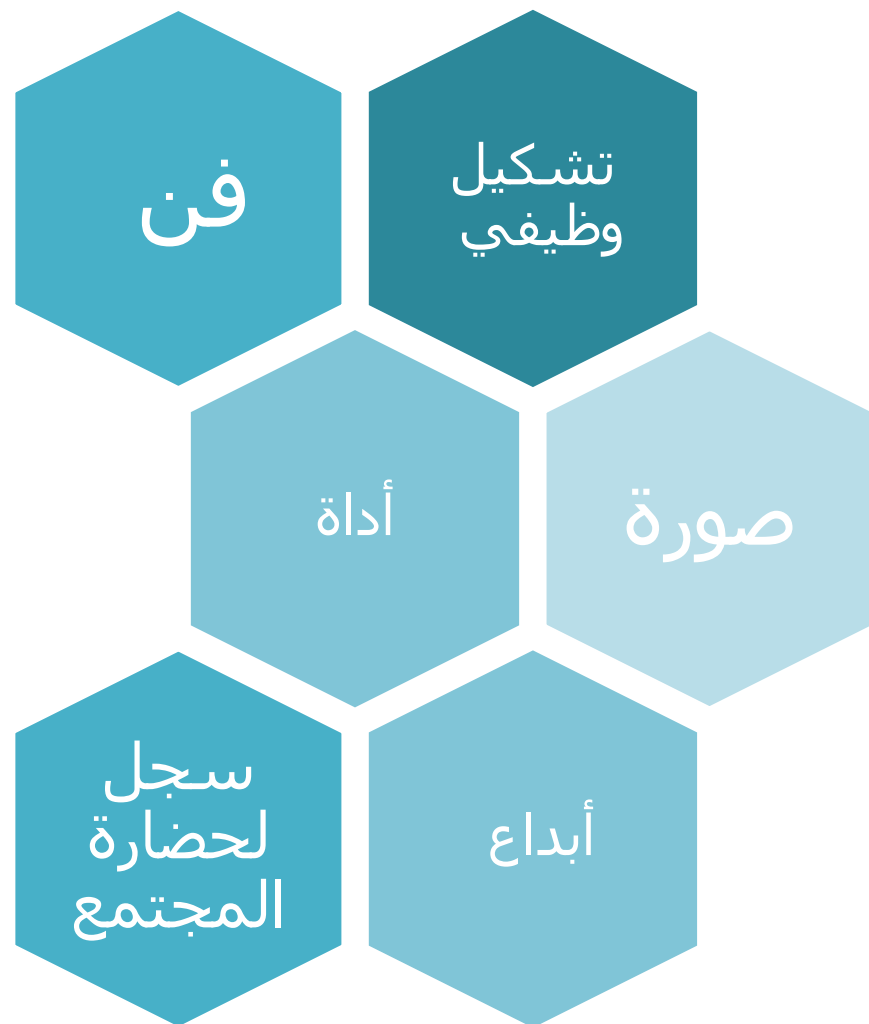 تشكيل
وظيفي
فن
صورة
أداة
أبداع
سجل
لحضارة
المجتمع